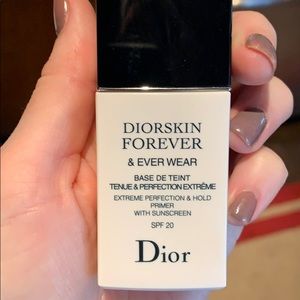 DIORSKIN
FOREVER
& EVER WEAR
BASE DE TEINT
TENUE & PERFECTION EXTRÊME
EXTREME PERFECTION & HOLD
PRIMER
WITH SUNSCREEN
SPF 20
Dior